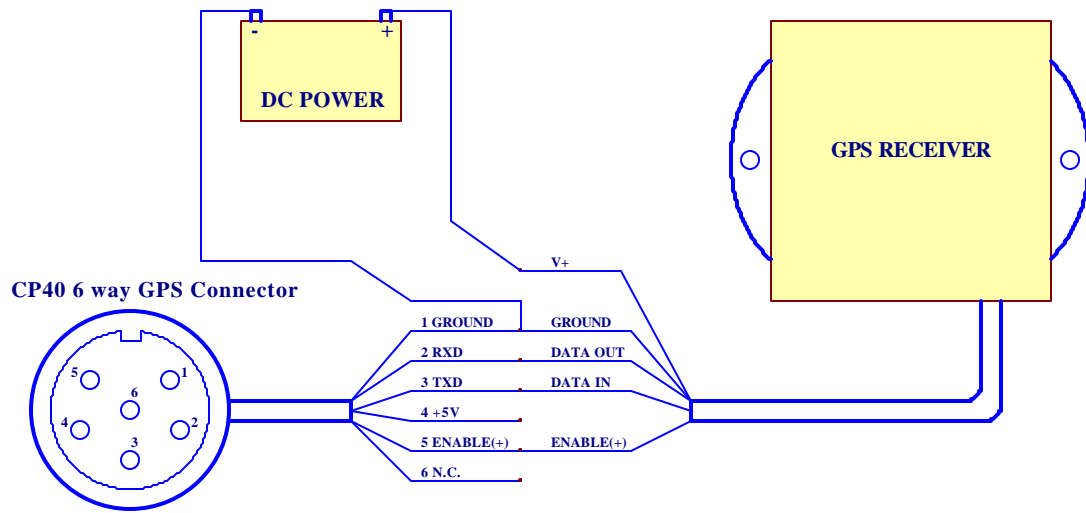 - +
DC POWER
GPS RECEIVER
V+
CP40 6 way GPS Connector
1 GROUND GROUND
2 RXD DATA OUT
3 TXD DATA IN
4 +5V
5 ENABLE(+) ENABLE(+)
6 N.C.
5 1
6
4 2
3